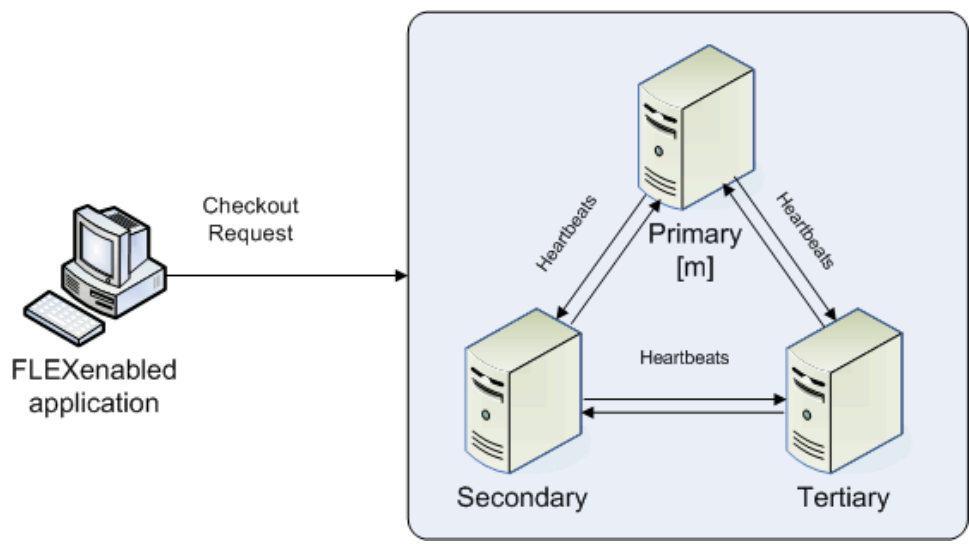 Checkout
Request
FLEXenabled
application
Heartbeats
Heartbeats
Primary
[m]
Heartbeats
Secondary
Tertiary